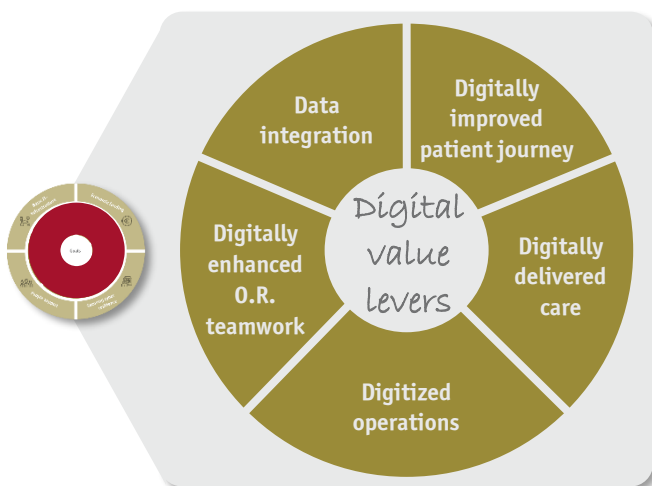 Data
integration
Digitally
improved
patient journey
Digitally
enhanced
O.R.
teamwork
Digital
value
levers
Digitally
delivered
care
Digitized
operations